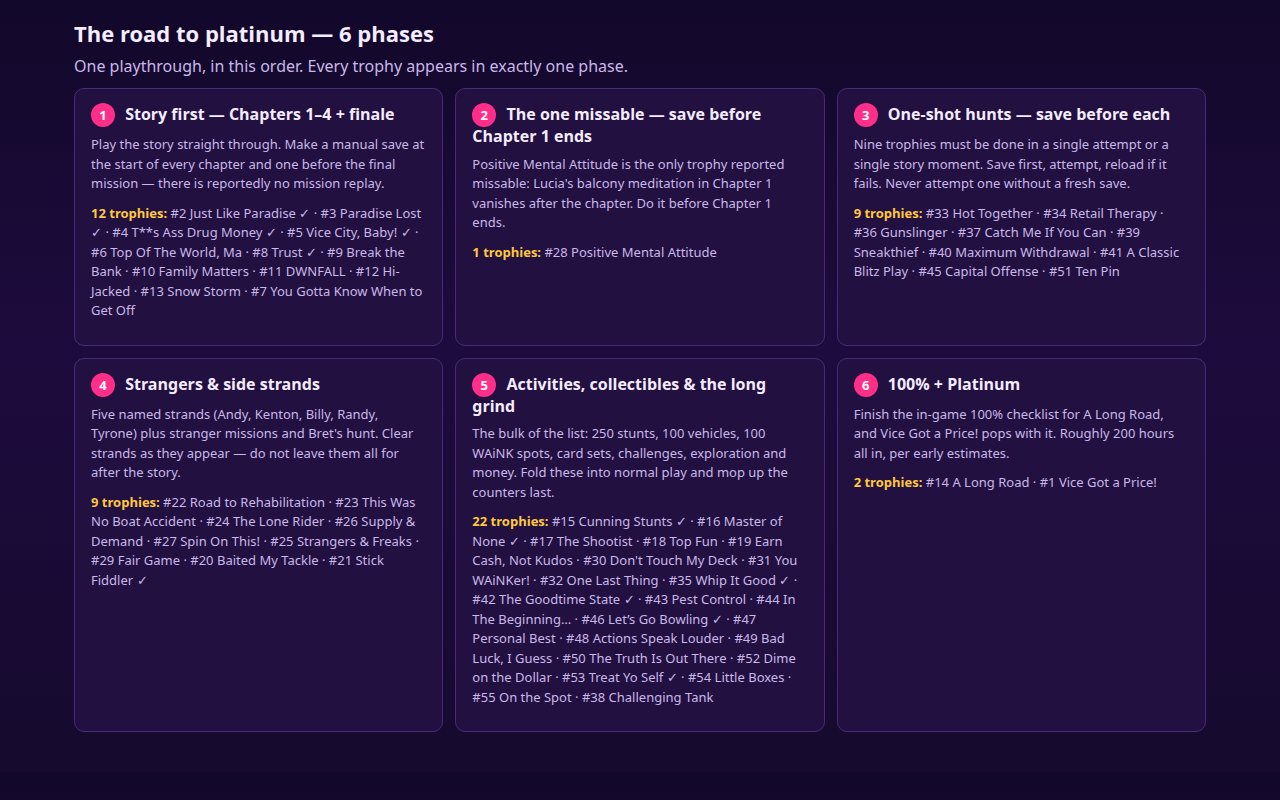 The road to platinum — 6 phases
One playthrough, in this order. Every trophy appears in exactly one phase.
1 Story first — Chapters 1–4 + finale
Play the story straight through. Make a manual save at
the start of every chapter and one before the final
mission — there is reportedly no mission replay.
12 trophies: #2 Just Like Paradise ✓ · #3 Paradise Lost
✓ · #4 T**s Ass Drug Money ✓ · #5 Vice City, Baby! ✓ ·
#6 Top Of The World, Ma · #8 Trust ✓ · #9 Break the
Bank · #10 Family Matters · #11 DWNFALL · #12 Hi-
Jacked · #13 Snow Storm · #7 You Gotta Know When to
Get Off
2 The one missable — save before
Chapter 1 ends
Positive Mental Attitude is the only trophy reported
missable: Lucia's balcony meditation in Chapter 1
vanishes after the chapter. Do it before Chapter 1
ends.
1 trophies: #28 Positive Mental Attitude
3 One-shot hunts — save before each
Nine trophies must be done in a single attempt or a
single story moment. Save first, attempt, reload if it
fails. Never attempt one without a fresh save.
9 trophies: #33 Hot Together · #34 Retail Therapy ·
#36 Gunslinger · #37 Catch Me If You Can · #39
Sneakthief · #40 Maximum Withdrawal · #41 A Classic
Blitz Play · #45 Capital Offense · #51 Ten Pin
4 Strangers & side strands
Five named strands (Andy, Kenton, Billy, Randy,
Tyrone) plus stranger missions and Bret's hunt. Clear
strands as they appear — do not leave them all for
after the story.
9 trophies: #22 Road to Rehabilitation · #23 This Was
No Boat Accident · #24 The Lone Rider · #26 Supply &
Demand · #27 Spin On This! · #25 Strangers & Freaks ·
#29 Fair Game · #20 Baited My Tackle · #21 Stick
Fiddler ✓
5 Activities, collectibles & the long
grind
The bulk of the list: 250 stunts, 100 vehicles, 100
WAiNK spots, card sets, challenges, exploration and
money. Fold these into normal play and mop up the
counters last.
22 trophies: #15 Cunning Stunts ✓ · #16 Master of
None ✓ · #17 The Shootist · #18 Top Fun · #19 Earn
Cash, Not Kudos · #30 Don't Touch My Deck · #31 You
WAiNKer! · #32 One Last Thing · #35 Whip It Good ✓ ·
#42 The Goodtime State ✓ · #43 Pest Control · #44 In
The Beginning... · #46 Let's Go Bowling ✓ · #47
Personal Best · #48 Actions Speak Louder · #49 Bad
Luck, I Guess · #50 The Truth Is Out There · #52 Dime
on the Dollar · #53 Treat Yo Self ✓ · #54 Little Boxes ·
#55 On the Spot · #38 Challenging Tank
6 100% + Platinum
Finish the in-game 100% checklist for A Long Road,
and Vice Got a Price! pops with it. Roughly 200 hours
all in, per early estimates.
2 trophies: #14 A Long Road · #1 Vice Got a Price!